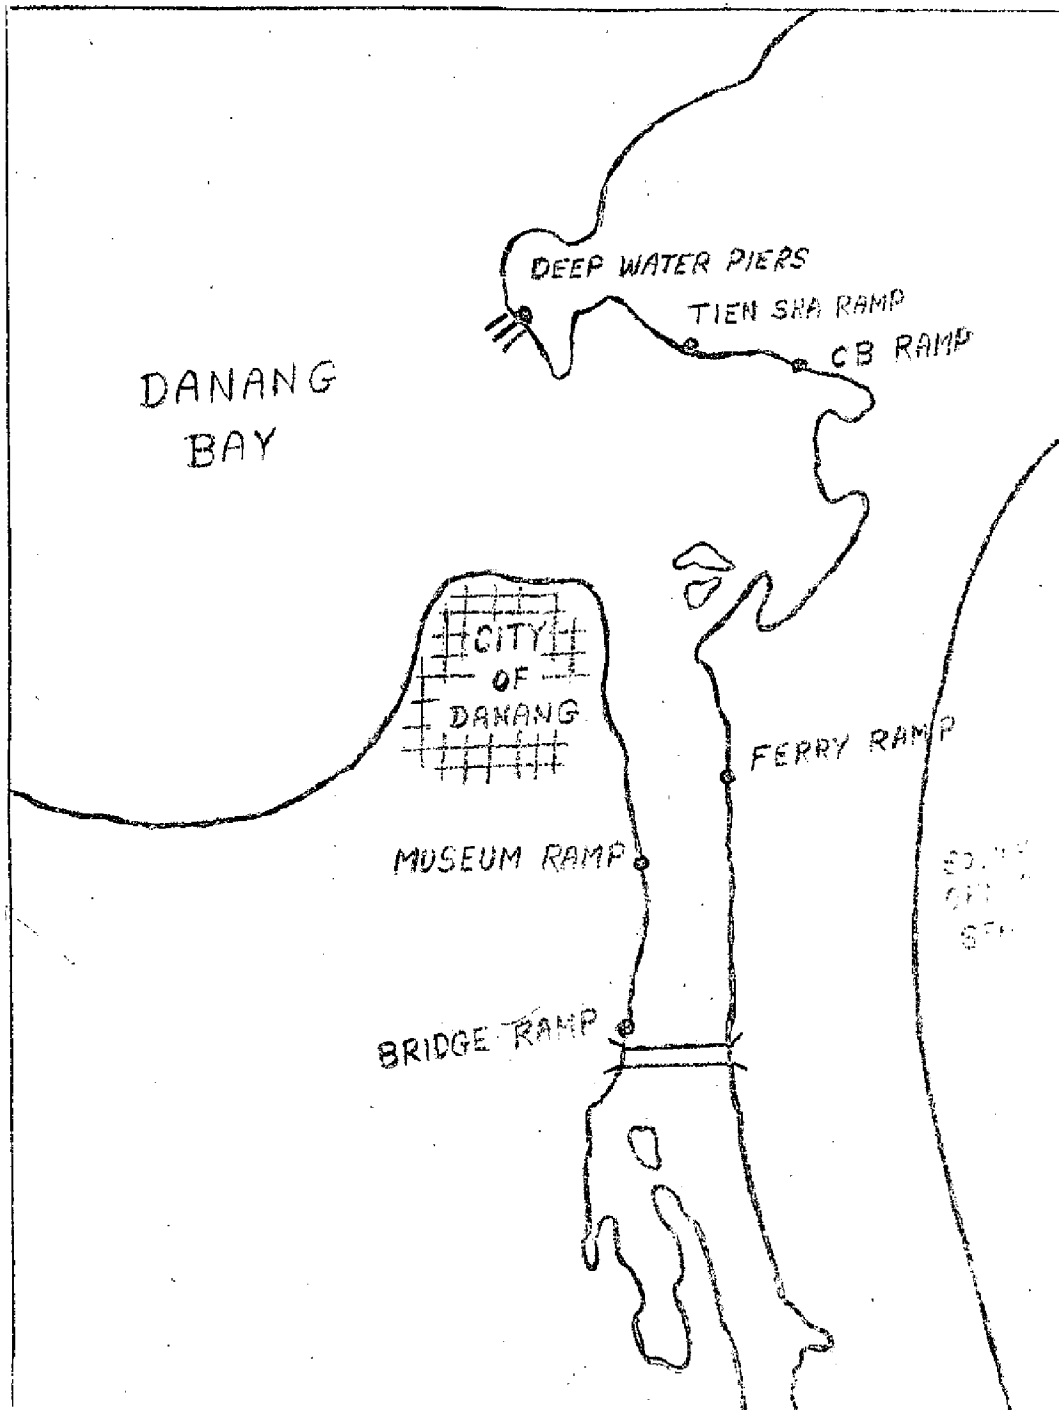 DEEP WATER PIERS
TIEN SHA RAMP
CB RAMP
DANANG
BAY
CITY
OF
DANANG
FERRY RAMP
MUSEUM RAMP
BRIDGE RAMP